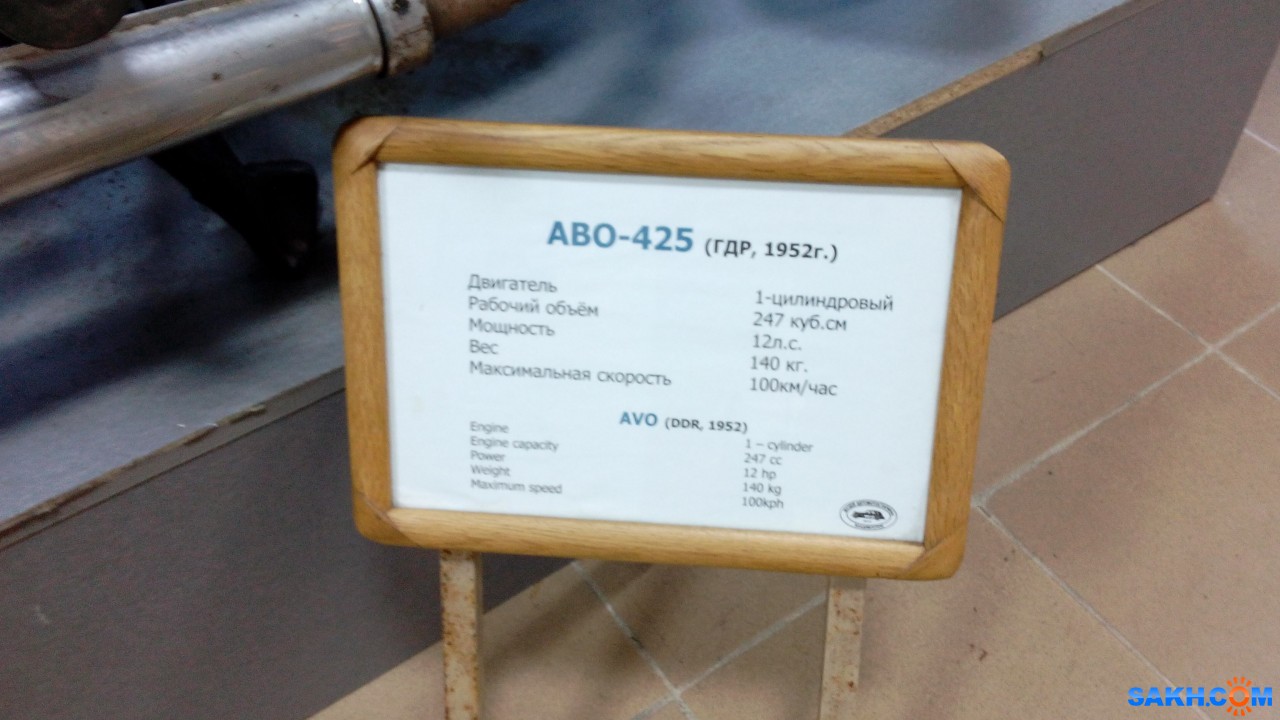 АВО-425 (ГДР, 1952г.)
Двигатель 1-цилиндровый
Рабочий объём 247 куб.см
Мощность 12л.с.
Вес 140 кг.
Максимальная скорость 100км/час
AVO (DDR, 1952)
Engine 1 – cylinder
Engine capacity 247 cc
Power 12 hp
Weight 140 kg
Maximum speed 100kph
SAKH.COM